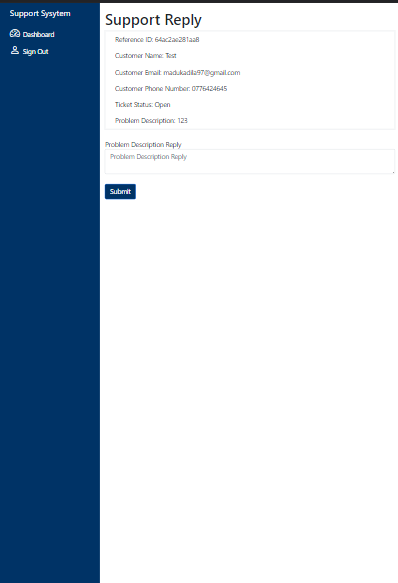 Support Sysytem
Dashboard
Sign Out
Support Reply
Reference ID: 64ac2ae281aa8
Customer Name: Test
Customer Email: madukadila97@gmail.com
Customer Phone Number: 0776424645
Ticket Status: Open
Problem Description: 123
Problem Description Reply
Problem Description Reply
Submit